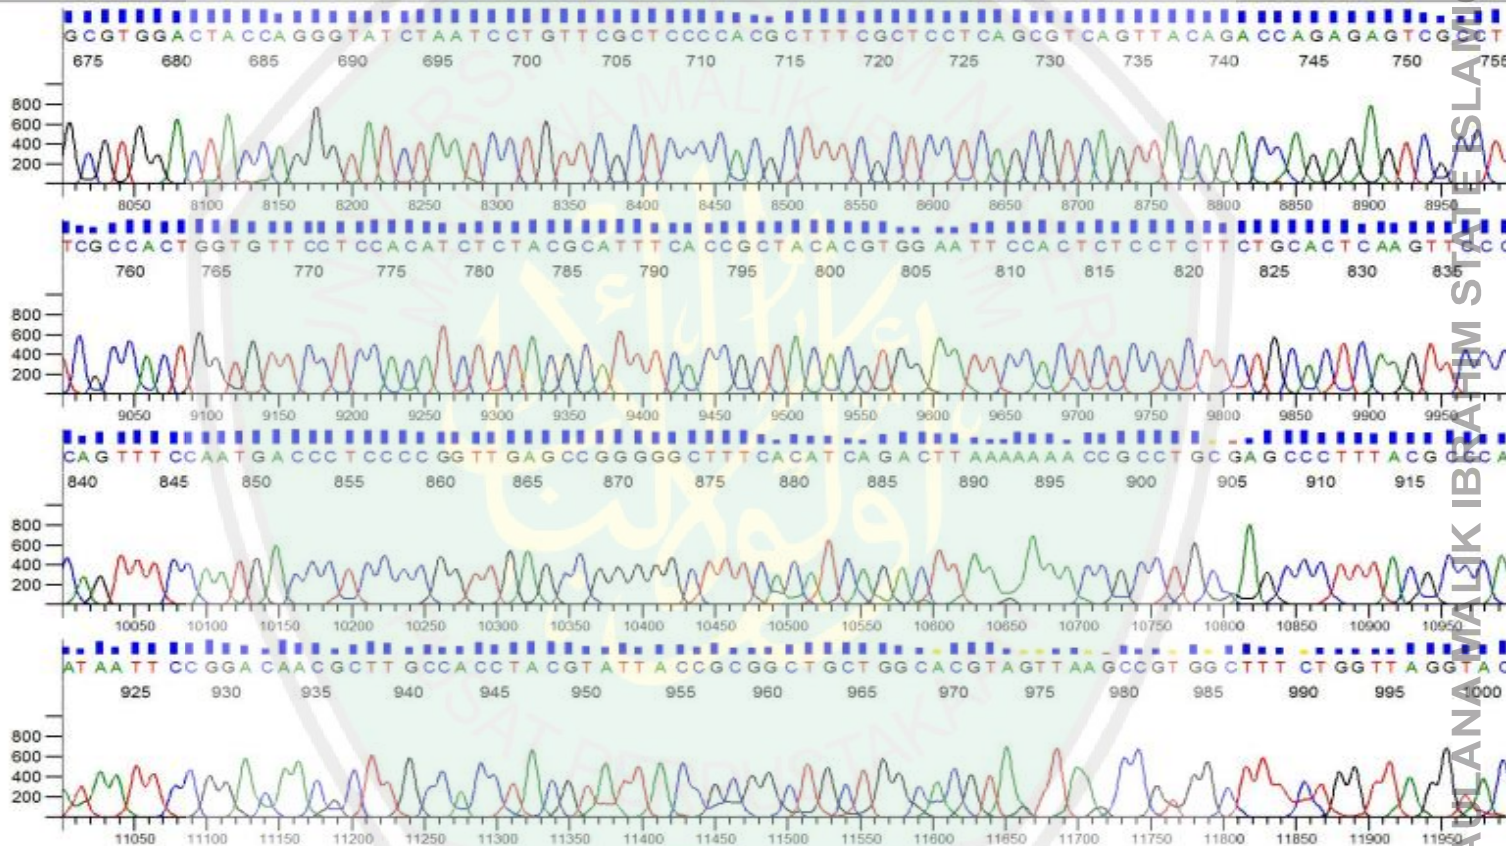 GCGTGGACTACCAGGGTATCTAATCCTGTTCGCTCCCCACGCTTTCGCTCCTCAGCGTCAGTTACAGACCAGAGAGTCGCCT
675 680 685 690 695 700 705 710 715 720 725 730 735 740 745 750 755
800
600
400
200
8050 8100 8150 8200 8250 8300 8350 8400 8450 8500 8550 8600 8650 8700 8750 8800 8850 8900 8950
TCGCCACTGGTGTTCCTCCACATCTCTACGCATTTCACCGCTACACGTGG AATTCCACTCTCCTCTTCTGCACTCAAGTT CC
760 765 770 775 780 785 790 795 800 805 810 815 820 825 830 835
800
600
400
200
9050 9100 9150 9200 9250 9300 9350 9400 9450 9500 9550 9600 9650 9700 9750 9800 9850 9900 9950
CAGTTTCCAATGACCCTCCCCGGTTGAGCCGGGGGCTTTCACATCAGACTTAAAAAAACCGCCTGCGAGCCCTTTACGCCCA
840 845 850 855 860 865 870 875 880 885 890 895 900 905 910 915
800
600
400
200
10050 10100 10150 10200 10250 10300 10350 10400 10450 10500 10550 10600 10650 10700 10750 10800 10850 10900 10950
ATAATTCCGGACAACGCTTGCCACCTACGTATTACCGCGGCTGCTGGCACGTAGTTAAGCCGTGGCTTTCTGGTTAGGTAC
925 930 935 940 945 950 955 960 965 970 975 980 985 990 995 1000
800
600
400
200
11050 11100 11150 11200 11250 11300 11350 11400 11450 11500 11550 11600 11650 11700 11750 11800 11850 11900 11950
MAULANA MALIK IBRAHIM STATE ISLAMIC